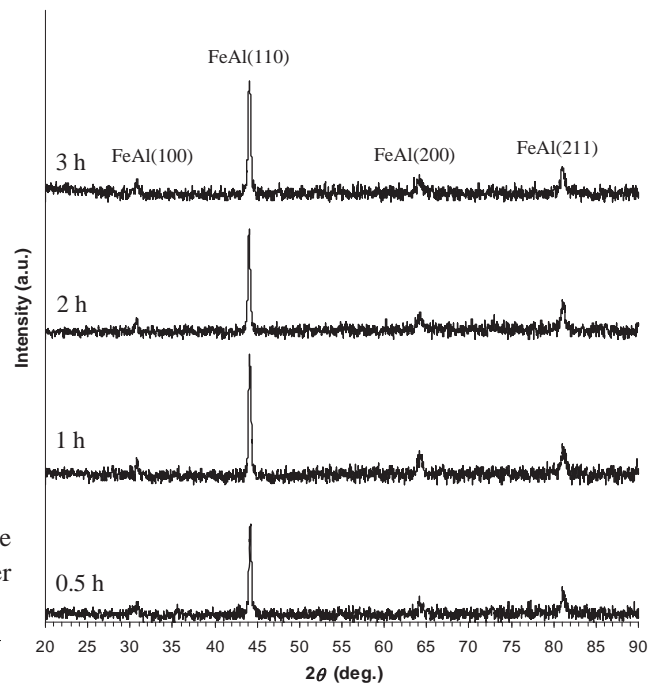 FeAl(110)
FeAl(100)
FeAl(200)
FeAl(211)
3 h
2 h
1 h
0.5 h
Intensity (a.u.)
20 25 30 35 40 45 50 55 60 65 70 75 80 85 90
2θ (deg.)